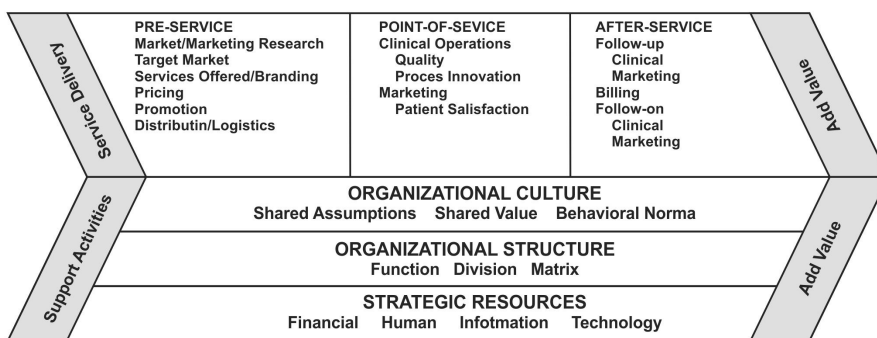 Service Delivery
PRE-SERVICE
Market/Marketing Research
Target Market
Services Offered/Branding
Pricing
Promotion
Distributin/Logistics
POINT-OF-SEVICE
Clinical Operations
Quality
Proces Innovation
Marketing
Patient Satisfaction
AFTER-SERVICE
Follow-up
Clinical
Marketing
Billing
Follow-on
Clinical
Marketing
Add Value
Support Activities
ORGANIZATIONAL CULTURE
Shared Assumptions Shared Value Behavioral Norma
ORGANIZATIONAL STRUCTURE
Function Division Matrix
STRATEGIC RESOURCES
Financial Human Infotmation Technology
Add Value